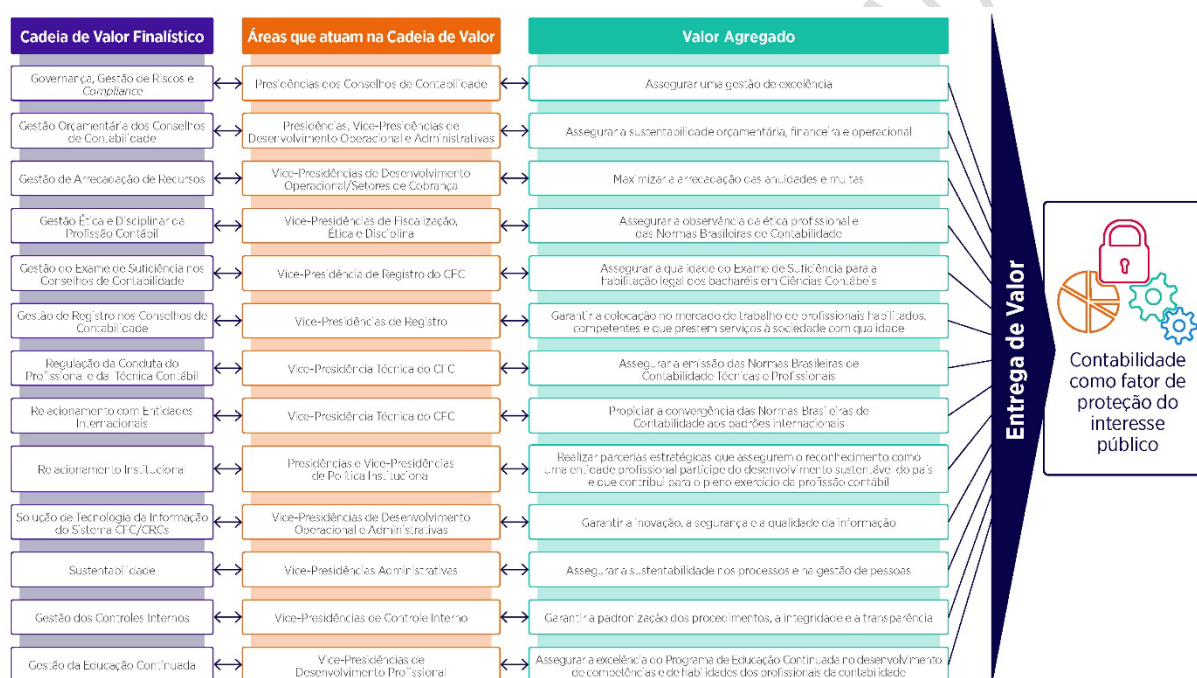 Cadeia de Valor Finalístico
Áreas que atuam na Cadeia de Valor
Valor Agregado
Governança, Gestão de Riscos e
Compliance
Presidências dos Conselhos de Contabilidade
Assegurar uma gestão de excelência
Gestão Orçamentária dos Conselhos
de Contabilidade
Presidências, Vice-Presidências de
Desenvolvimento Operacional e Administrativas
Assegurar a sustentabilidade orçamentária, financeira e operacional
Gestão de Arrecadação de Recursos
Vice-Presidências de Desenvolvimento
Operacional/Setores de Cobrança
Maximizar a arrecadação das anuidades e multas
Gestão Ética e Disciplinar da
Profissão Contábil
Vice-Presidências de Fiscalização,
Ética e Disciplina
Assegurar a observância da ética profissional e
das Normas Brasileiras de Contabilidade
Gestão do Exame de Suficiência nos
Conselhos de Contabilidade
Vice-Presidência de Registro do CFC
Assegurar a qualidade do Exame de Suficiência para a
habilitação legal dos bacharéis em Ciências Contábeis
Gestão de Registro nos Conselhos de
Contabilidade
Vice-Presidências de Registro
Garantir a colocação no mercado de trabalho de profissionais habilitados,
competentes e que prestem serviços à sociedade com qualidade
Regulação da Conduta do
Profissional e da Técnica Contábil
Vice-Presidência Técnica do CFC
Assegurar a emissão das Normas Brasileiras de
Contabilidade Técnicas e Profissionais
Relacionamento com Entidades
Internacionais
Vice-Presidência Técnica do CFC
Propiciar a convergência das Normas Brasileiras de
Contabilidade aos padrões internacionais
Relacionamento Institucional
Presidências e Vice-Presidências
de Política Instituciona
Realizar parcerias estratégicas que assegurem o reconhecimento como
uma entidade profissional partícipe do desenvolvimento sustentável do país
e que contribui para o pleno exercício da profissão contábil
Solução de Tecnologia da Informação
do Sistema CFC/CRCs
Vice-Presidências de Desenvolvimento
Operacional e Administrativas
Garantir a inovação, a segurança e a qualidade da informação
Sustentabilidade
Vice-Presidências Administrativas
Assegurar a sustentabilidade nos processos e na gestão de pessoas
Gestão dos Controles Internos
Vice-Presidências de Controle Interno
Garantir a padronização dos procedimentos, a integridade e a transparência
Gestão da Educação Continuada
Vice-Presidências de
Desenvolvimento Profissional
Assegurar a excelência do Programa de Educação Continuada no desenvolvimento
de competências e de habilidades dos profissionais da contabilidade
Entrega de Valor
Contabilidade
como fator de
proteção do
interesse
público